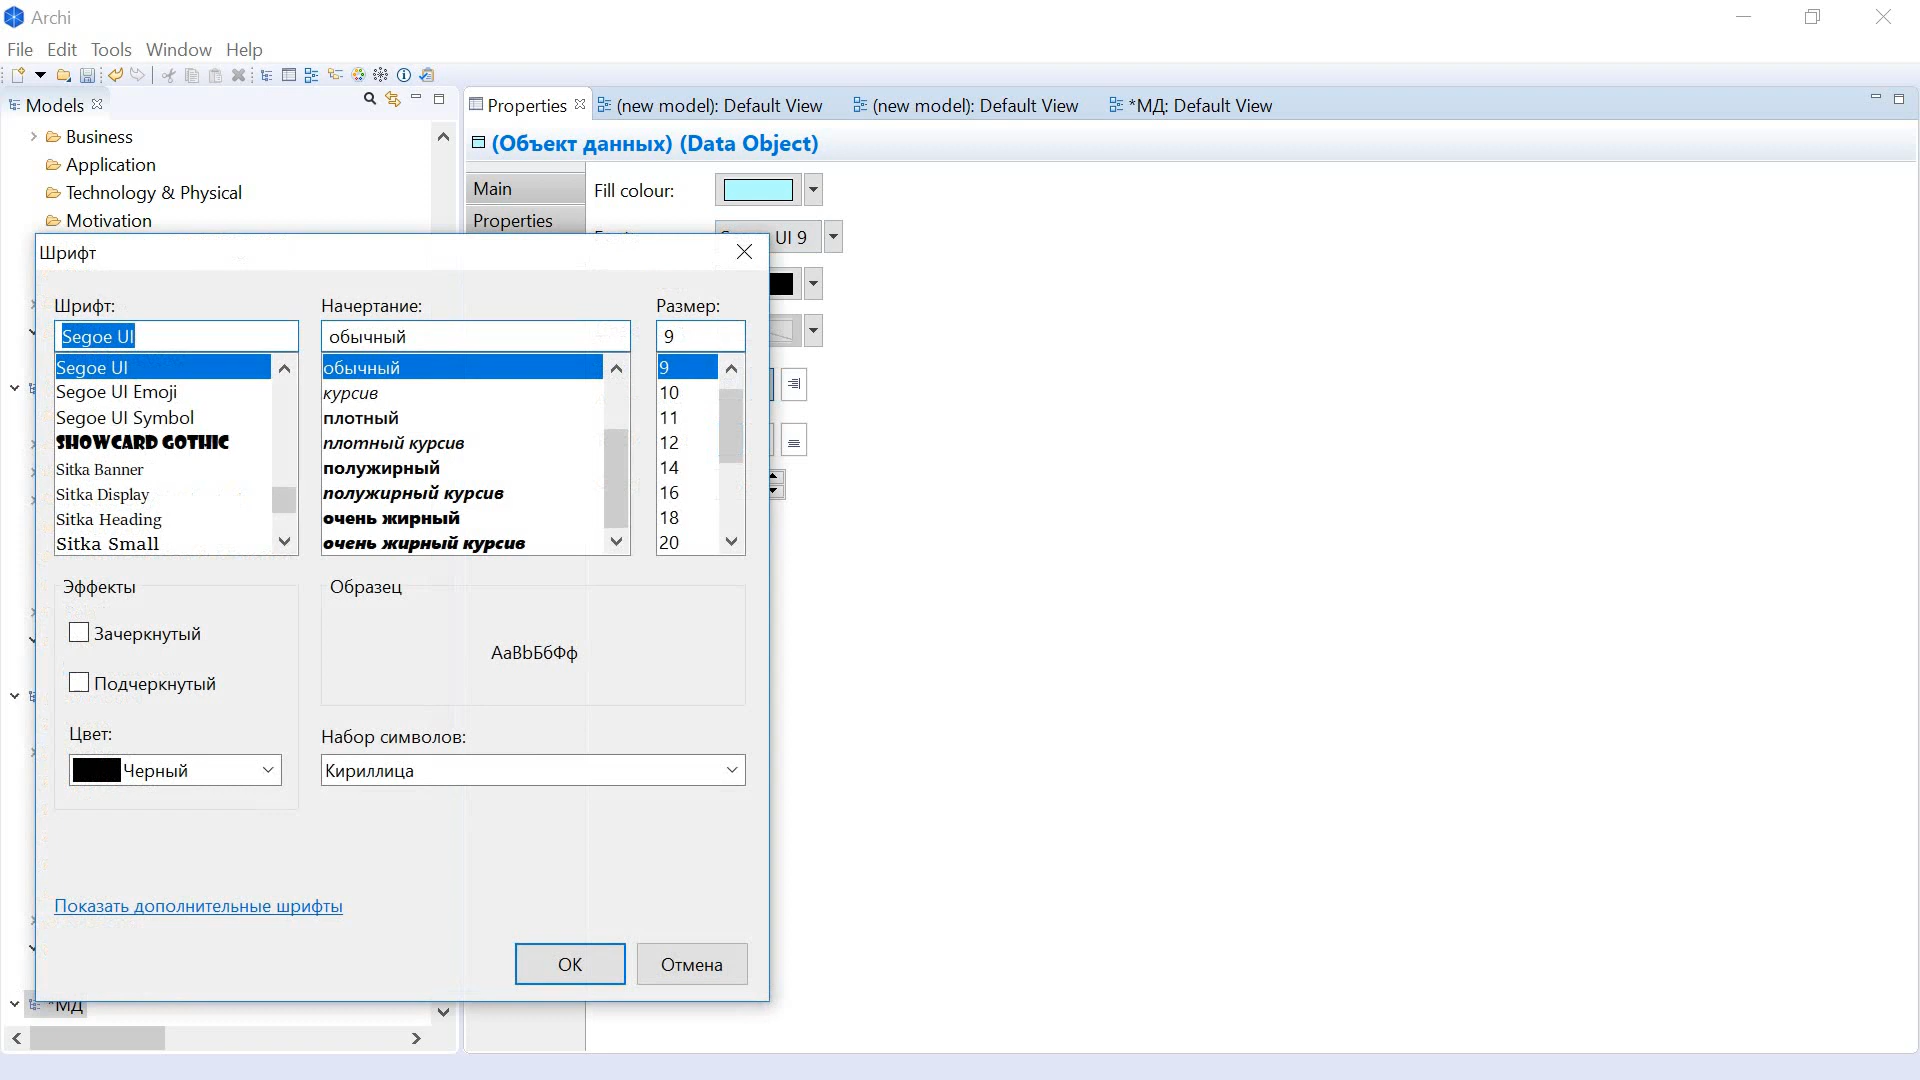 Archi
File Edit Tools Window Help
Models
Properties (new model): Default View (new model): Default View *МД: Default View
Business
Application
Technology & Physical
Motivation
(Объект данных) (Data Object)
Main
Properties
Fill colour:
UI 9
Шрифт
Шрифт: Начертание: Размер:
Segoe UI обычный 9
Segoe UI обычный 9
Segoe UI Emoji курсив 10
Segoe UI Symbol плотный 11
SHOWCARD GOTHIC плотный курсив 12
Sitka Banner полужирный 14
Sitka Display полужирный курсив 16
Sitka Heading очень жирный 18
Sitka Small очень жирный курсив 20
Эффекты Образец
Зачеркнутый
АаBbБбФф
Подчеркнутый
Цвет: Набор символов:
Черный Кириллица
Показать дополнительные шрифты
ОК Отмена
*МД